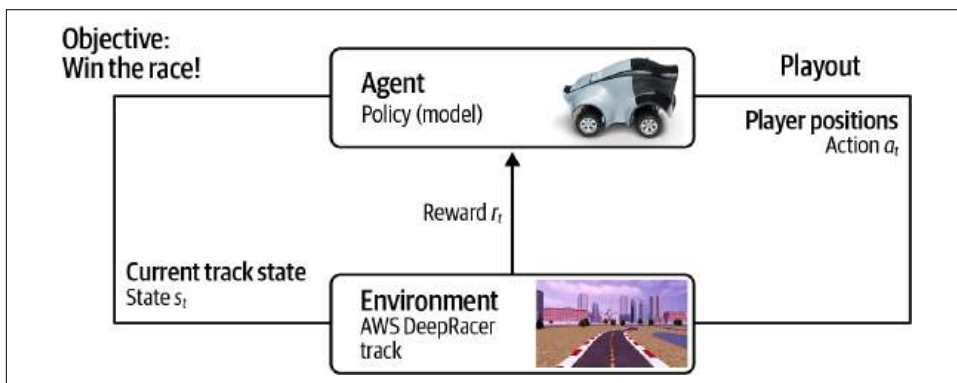 Objective:
Win the race!
Agent
Policy (model)
Playout
Player positions
Action aₜ
Reward rₜ
Current track state
State sₜ
Environment
AWS DeepRacer
track